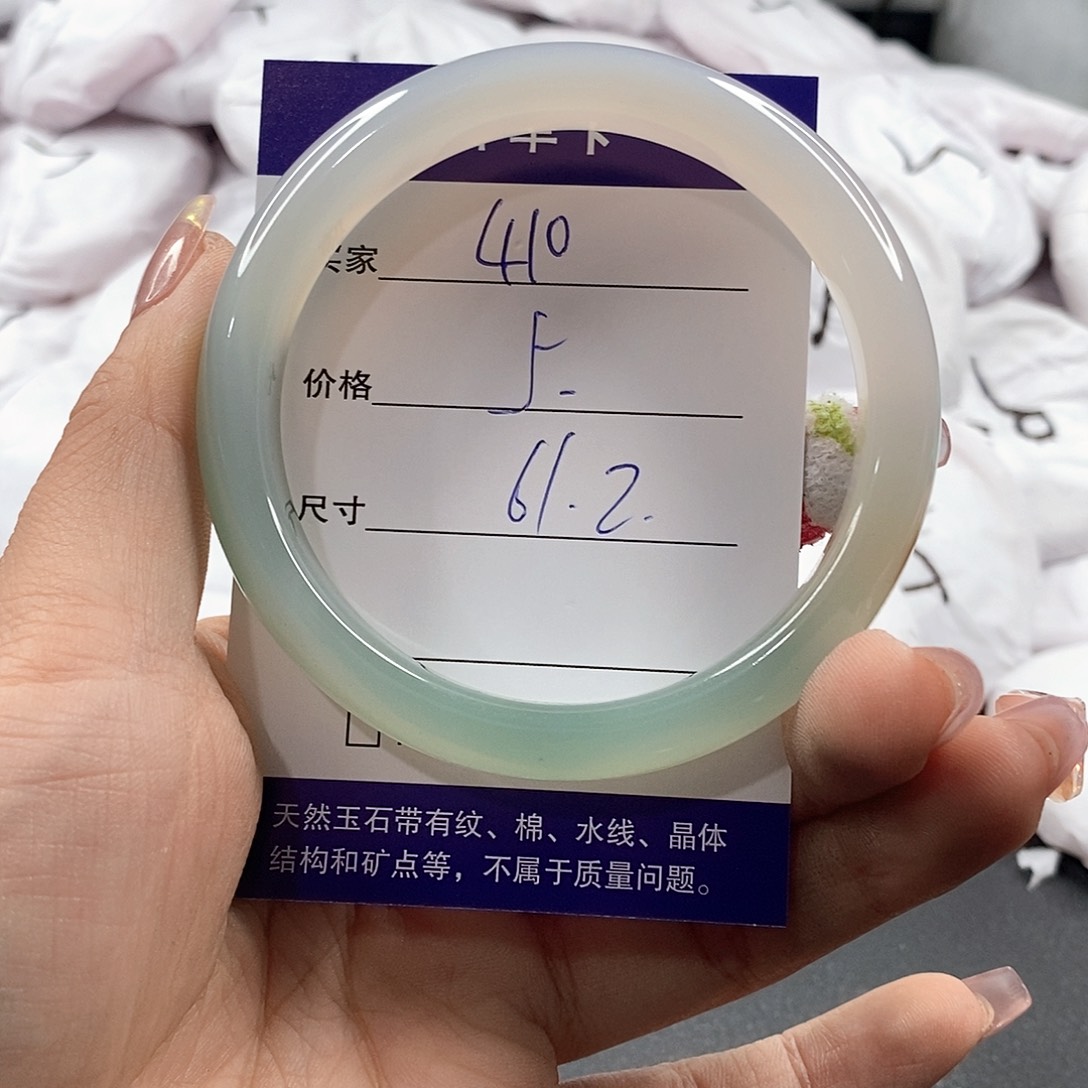 卡
买家 410
价格
尺寸 61.2.
天然玉石带有纹、棉、水线、晶体
结构和矿点等，不属于质量问题。